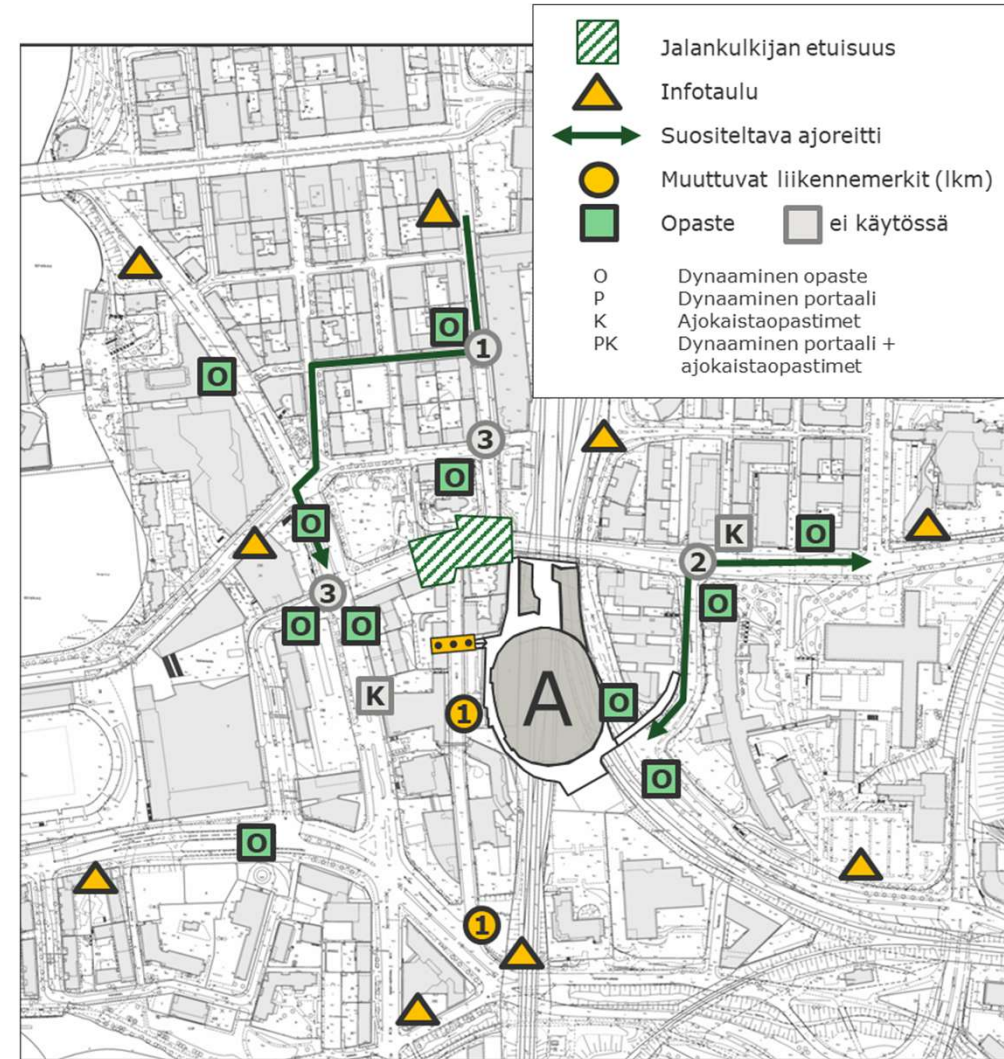 Jalankulkijan etuisuus
Infotaulu
Suositeltava ajoreitti
Muuttuvat liikennemerkit (lkm)
Opaste ei käytössä
O Dynaaminen opaste
P Dynaaminen portaali
K Ajokaistaopastimet
PK Dynaaminen portaali +
ajokaistaopastimet
O
1
O
3
O
O
K
O
2
O
3
O
O
K
A
O
1
O
O
1